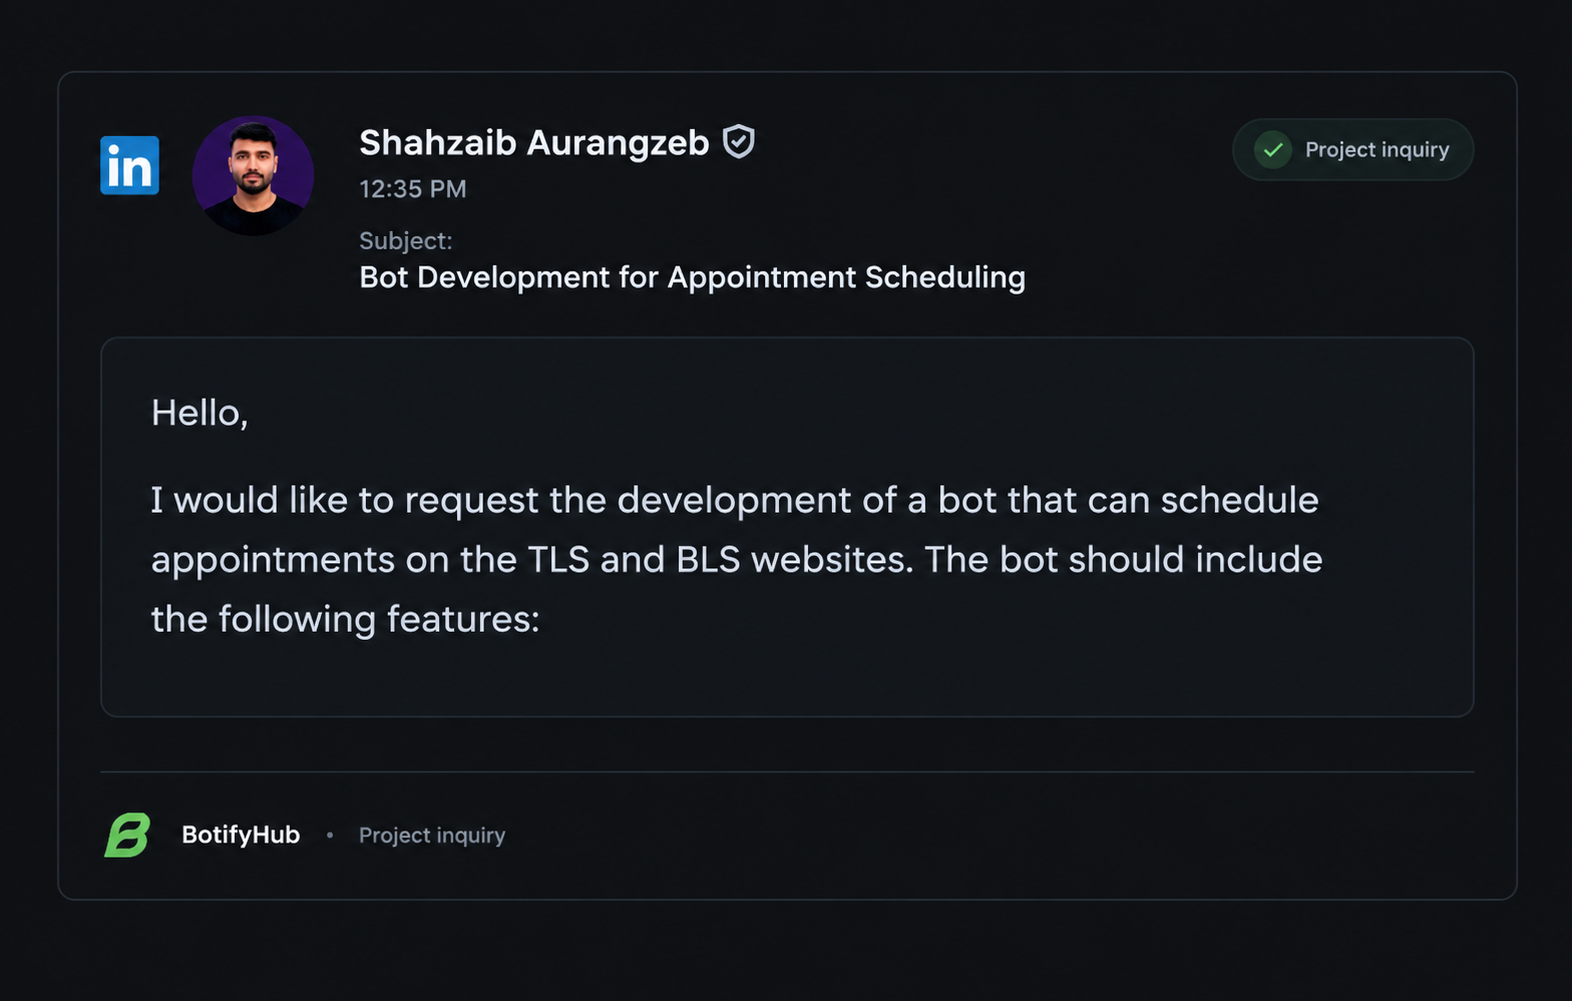 in
Shahzaib Aurangzeb
12:35 PM
Project inquiry
Subject:
Bot Development for Appointment Scheduling
Hello,
I would like to request the development of a bot that can schedule
appointments on the TLS and BLS websites. The bot should include
the following features:
BotifyHub • Project inquiry